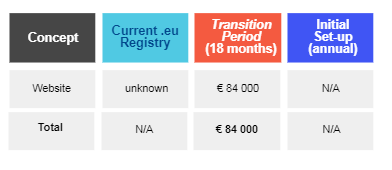 Concept
Current .eu
Registry
Transition
Period
(18 months)
Initial
Set-up
(annual)
Website
unknown
€ 84 000
N/A
Total
N/A
€ 84 000
N/A